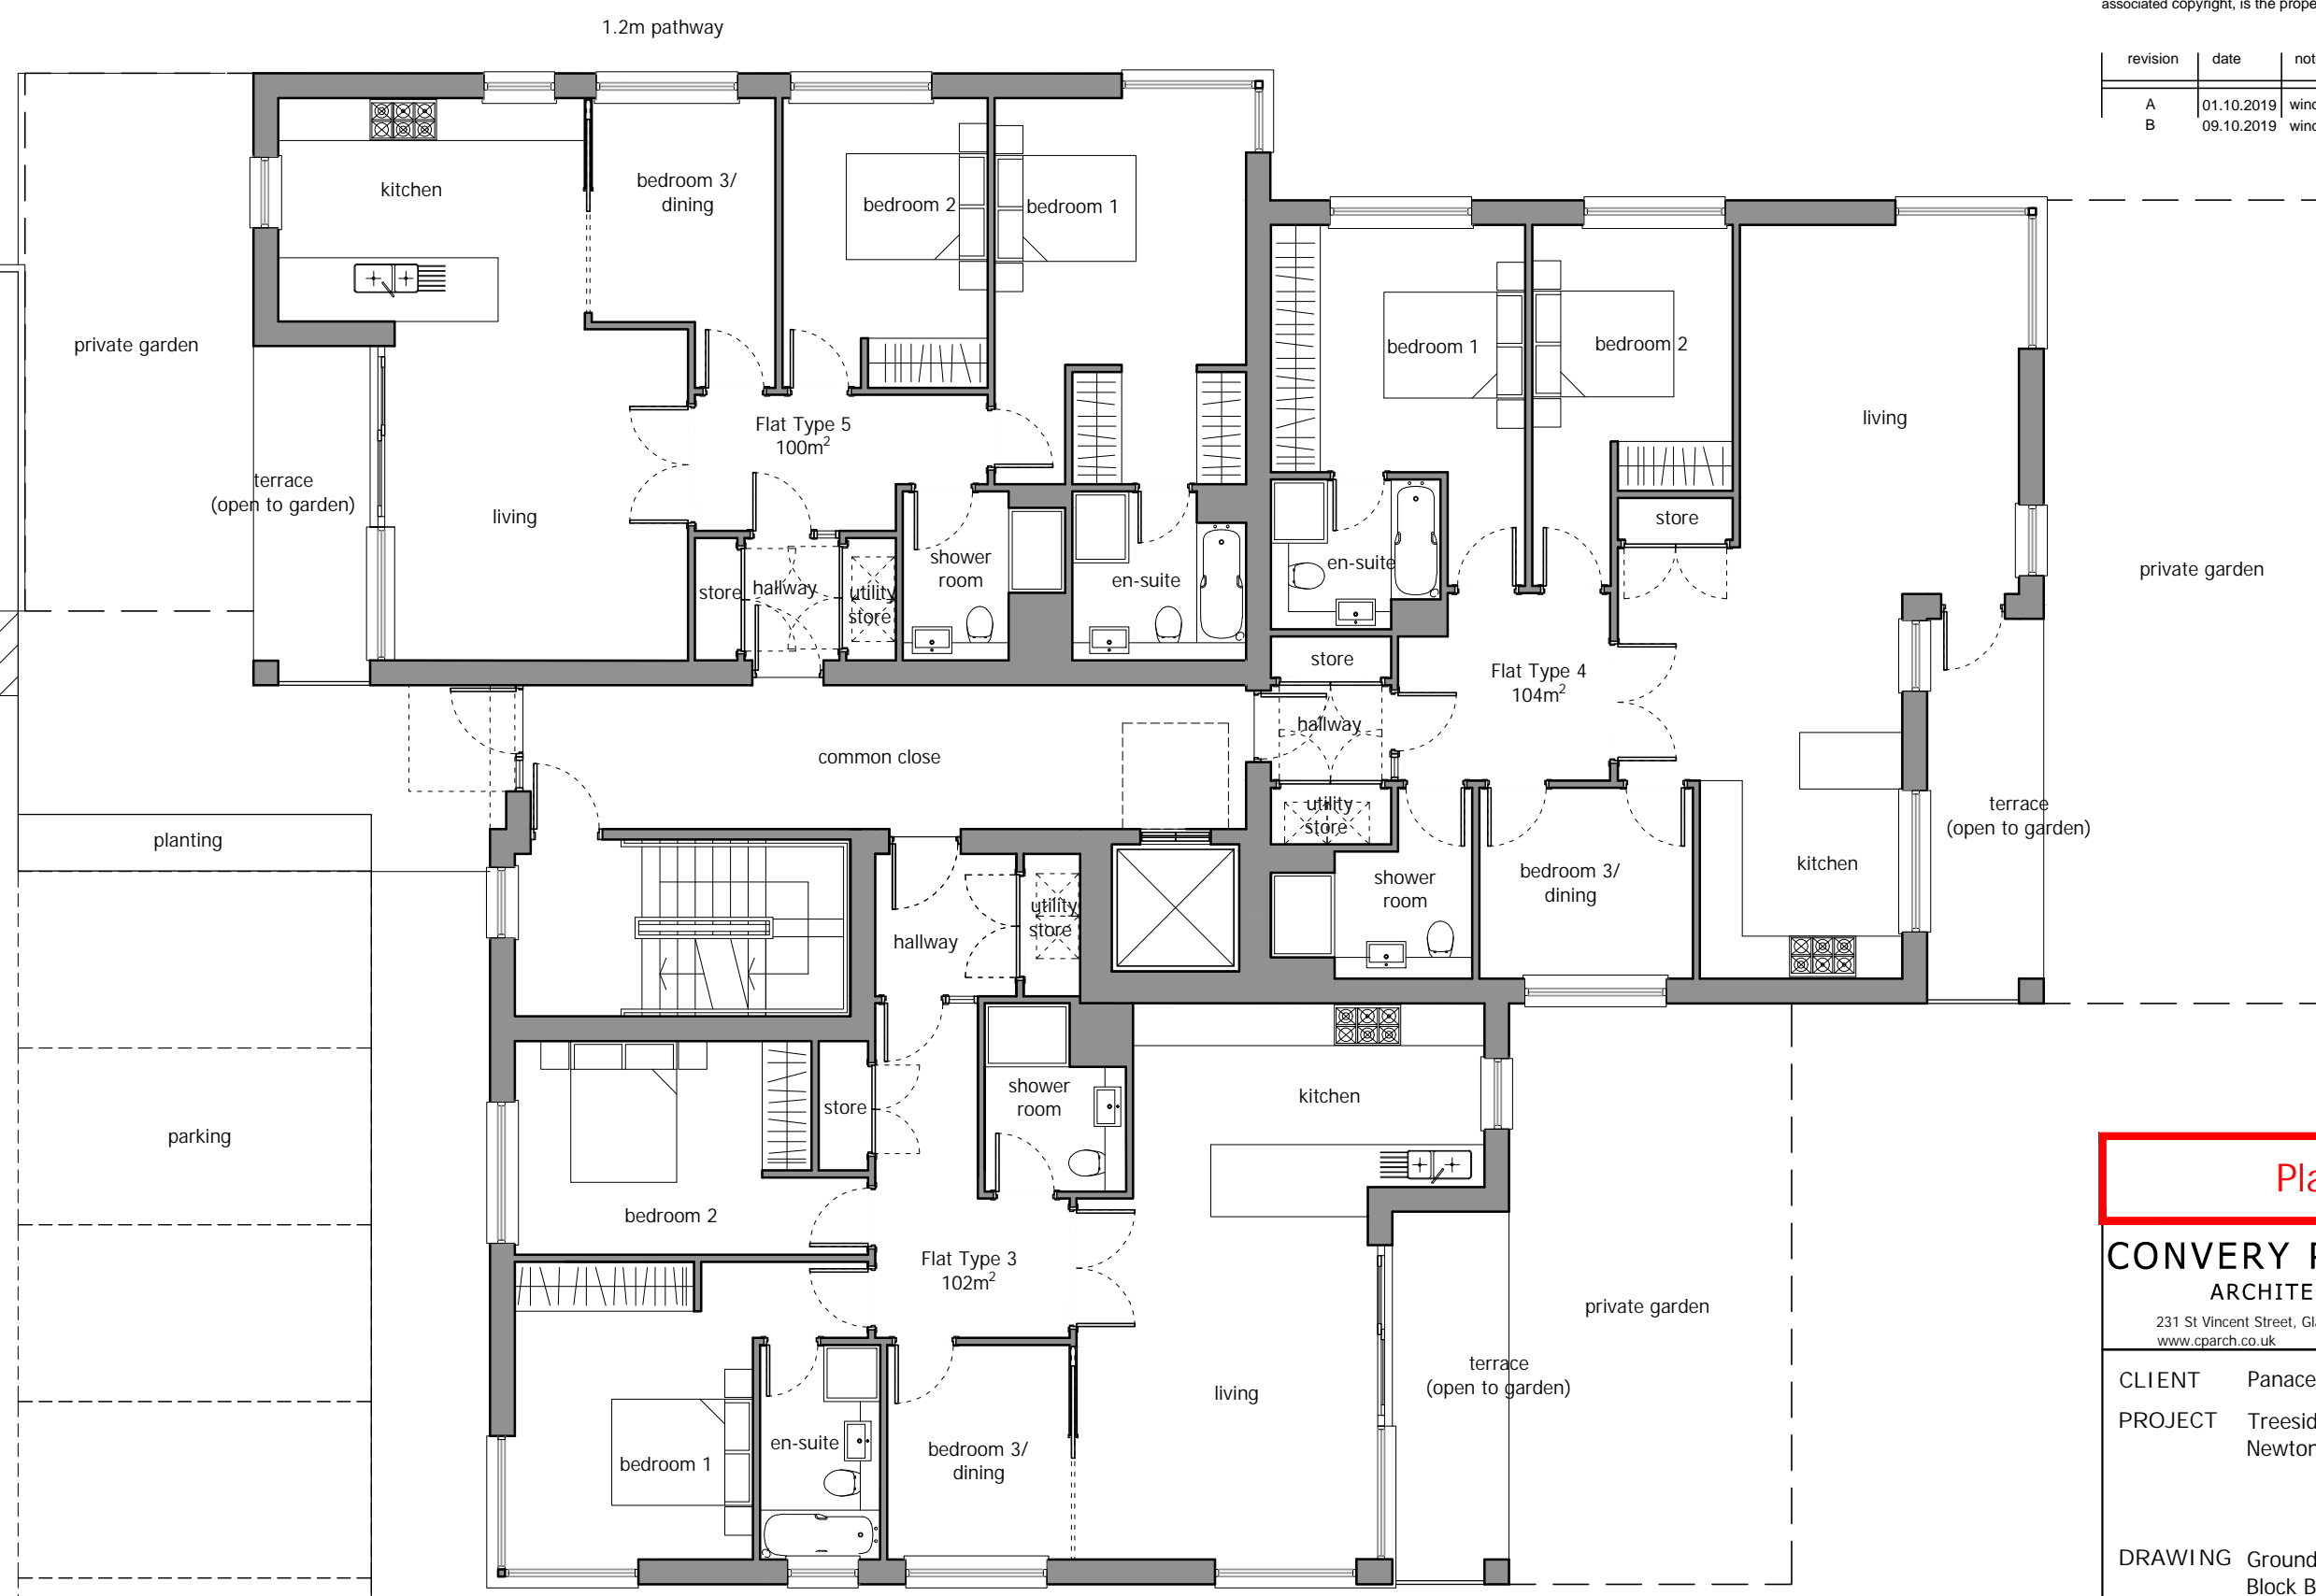 associated copyright, is the prope
1.2m pathway
revision date not
A 01.10.2019 wind
B 09.10.2019 wind
kitchen
bedroom 3/
dining
bedroom 2
bedroom 1
private garden
terrace
(open to garden)
living
Flat Type 5
100m²
store
hallway
utility
store
shower
room
en-suite
bedroom 1
bedroom 2
living
store
en-suite
private garden
store
Flat Type 4
104m²
hallway
common close
utility
store
shower
room
bedroom 3/
dining
kitchen
terrace
(open to garden)
planting
parking
hallway
utility
store
store
shower
room
kitchen
bedroom 2
Flat Type 3
102m²
private garden
terrace
(open to garden)
living
bedroom 1
en-suite
bedroom 3/
dining
Pla
CONVERY
ARCHITE
231 St Vincent Street, Gl
www.cparch.co.uk
CLIENT Panace
PROJECT Treesid
Newton
DRAWING Ground
Block B